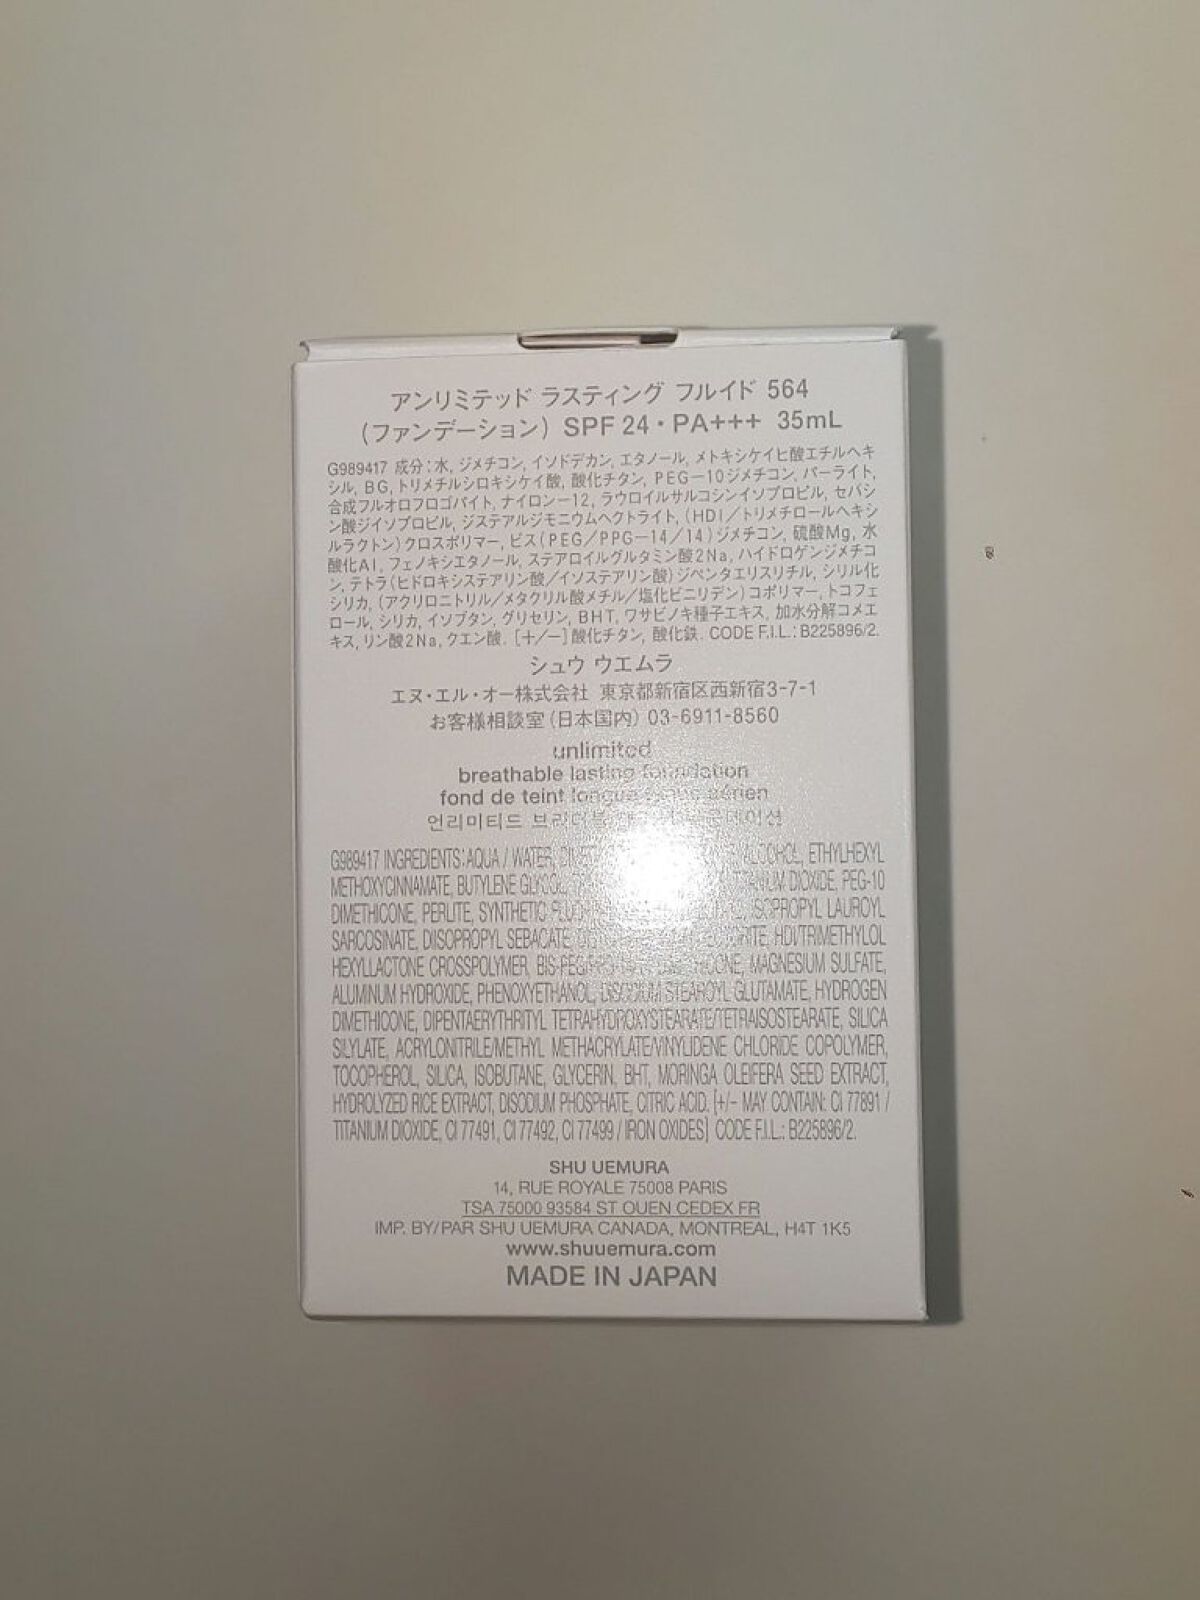 アンリミテッド ラスティング フルイド 564
(ファンデーション) SPF 24・PA+++ 35mL
G989417 成分:水, ジメチコン, イソドデカン, エタノール, メトキシケイヒ酸エチルヘキ
シル, BG, トリメチルシロキシケイ酸, 酸化チタン, PEG-10ジメチコン, パーライト,
合成フルオロフロゴパイト, ナイロン-12, ラウロイルサルコシンイソプロピル, セバシ
ン酸ジイソプロピル, ジステアルジモニウムヘクトライト, (HDI/トリメチロールヘキシ
ルラクトン)クロスポリマー, ビス(PEG/PPG-14/14)ジメチコン, 硫酸Mg, 水
酸化Al, フェノキシエタノール, ステアロイルグルタミン酸2Na, ハイドロゲンジメチコ
ン, テトラ(ヒドロキシステアリン酸/イソステアリン酸)ジペンタエリスリチル, シリル化
シリカ, (アクリロニトリル/メタクリル酸メチル/塩化ビニリデン)コポリマー, トコフェ
ロール, シリカ, イソブタン, グリセリン, BHT, ワサビノキ種子エキス, 加水分解コメエ
キス, リン酸2Na, クエン酸. [+/-]酸化チタン, 酸化鉄. CODE F.I.L.: B225896/2.
シュウ ウエムラ
エヌ・エル・オー株式会社 東京都新宿区西新宿3-7-1
お客様相談室(日本国内) 03-6911-8560
unlimited
breathable lasting foundation
fond de teint longue
언리미티드 브리더블
G989417 INGREDIENTS: AQUA / WATER, ALCOHOL, ETHYLHEXYL
METHOXYCINNAMATE, BUTYLENE GLYCOL, TITANIUM DIOXIDE, PEG-10
DIMETHICONE, PERLITE, SYNTHETIC ISOPROPYL LAUROYL
SARCOSINATE, DIISOPROPYL SEBACATE, HDI/TRIMETHYLOL
HEXYLLACTONE CROSSPOLYMER, MAGNESIUM SULFATE,
ALUMINUM HYDROXIDE, PHENOXYETHANOL, DISODIUM STEAROYL GLUTAMATE, HYDROGEN
DIMETHICONE, DIPENTAERYTHRITYL TETRAHYDROXYSTEARATE/TETRAISOSTEARATE, SILICA
SILYLATE, ACRYLONITRILE/METHYL METHACRYLATE/VINYLIDENE CHLORIDE COPOLYMER,
TOCOPHEROL, SILICA, ISOBUTANE, GLYCERIN, BHT, MORINGA OLEIFERA SEED EXTRACT,
HYDROLYZED RICE EXTRACT, DISODIUM PHOSPHATE, CITRIC ACID. [+/- MAY CONTAIN: CI 77891 /
TITANIUM DIOXIDE, CI 77491, CI 77492, CI 77499 / IRON OXIDES] CODE F.I.L.: B225896/2.
SHU UEMURA
14, RUE ROYALE 75008 PARIS
TSA 75000 93584 ST OUEN CEDEX FR
IMP. BY/PAR SHU UEMURA CANADA, MONTREAL, H4T 1K5
www.shuuemura.com
MADE IN JAPAN